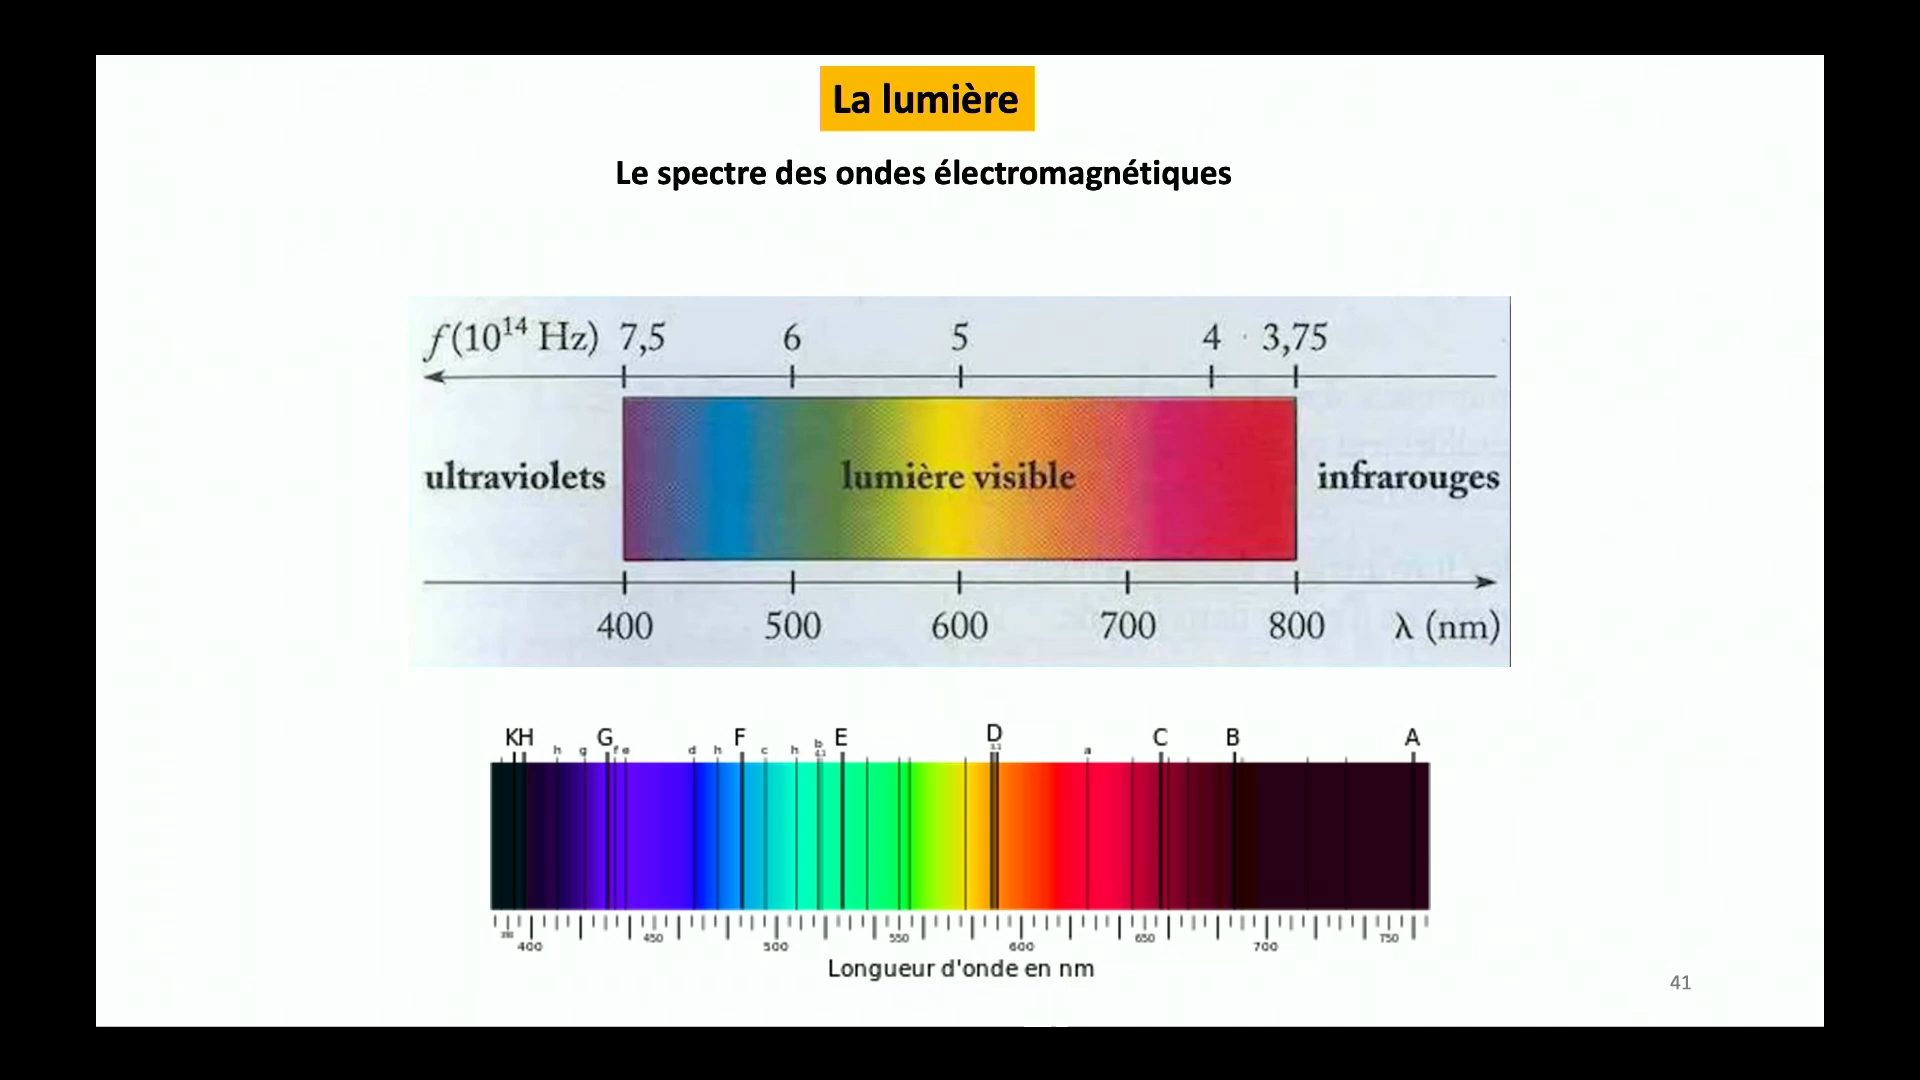 La lumière
Le spectre des ondes électromagnétiques
f(10¹⁴ Hz) 7,5 6 5 4 3,75
ultraviolets lumière visible infrarouges
400 500 600 700 800 λ (nm)
KH h g G f e d h F c h b E D a C B A
400 450 500 550 600 650 700 750
Longueur d'onde en nm
41